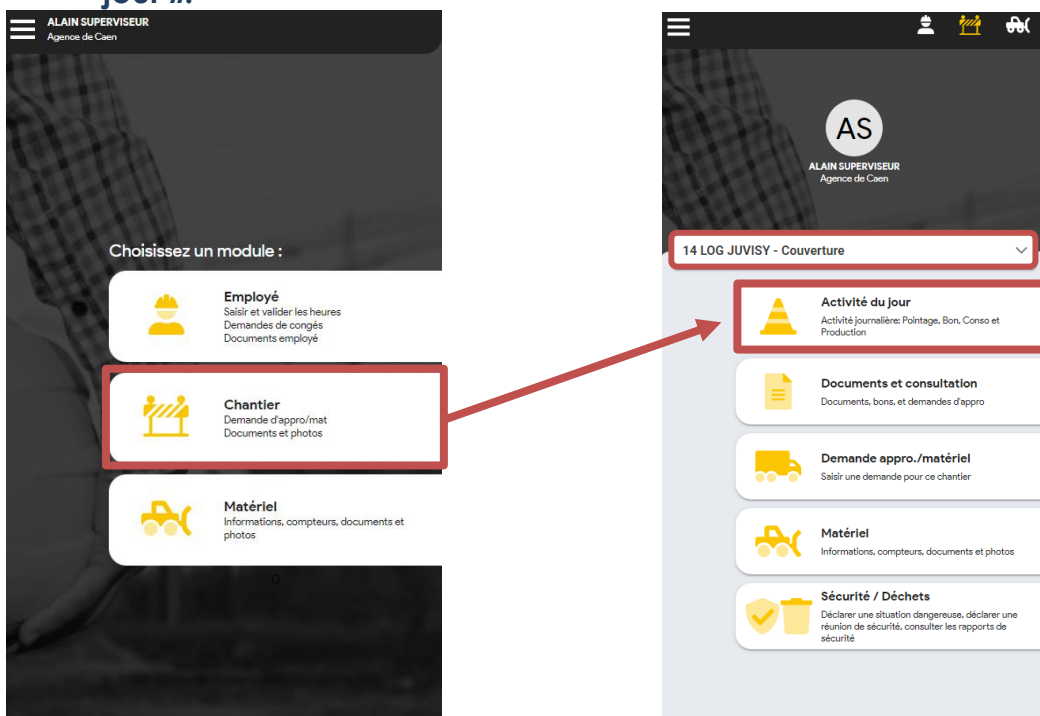 jour ».
ALAIN SUPERVISEUR
Agence de Caen
Choisissez un module :
Employé
Saisir et valider les heures
Demandes de congés
Documents employé
Chantier
Demande d'appro/mat
Documents et photos
Matériel
Informations, compteurs, documents et
photos
0
AS
ALAIN SUPERVISEUR
Agence de Caen
14 LOG JUVISY - Couverture
Activité du jour
Activité journalière: Pointage, Bon, Conso et
Production
Documents et consultation
Documents, bons, et demandes d'appro
Demande appro./matériel
Saisir une demande pour ce chantier
Matériel
Informations, compteurs, documents et photos
Sécurité / Déchets
Déclarer une situation dangereuse, déclarer une
réunion de sécurité, consulter les rapports de
sécurité